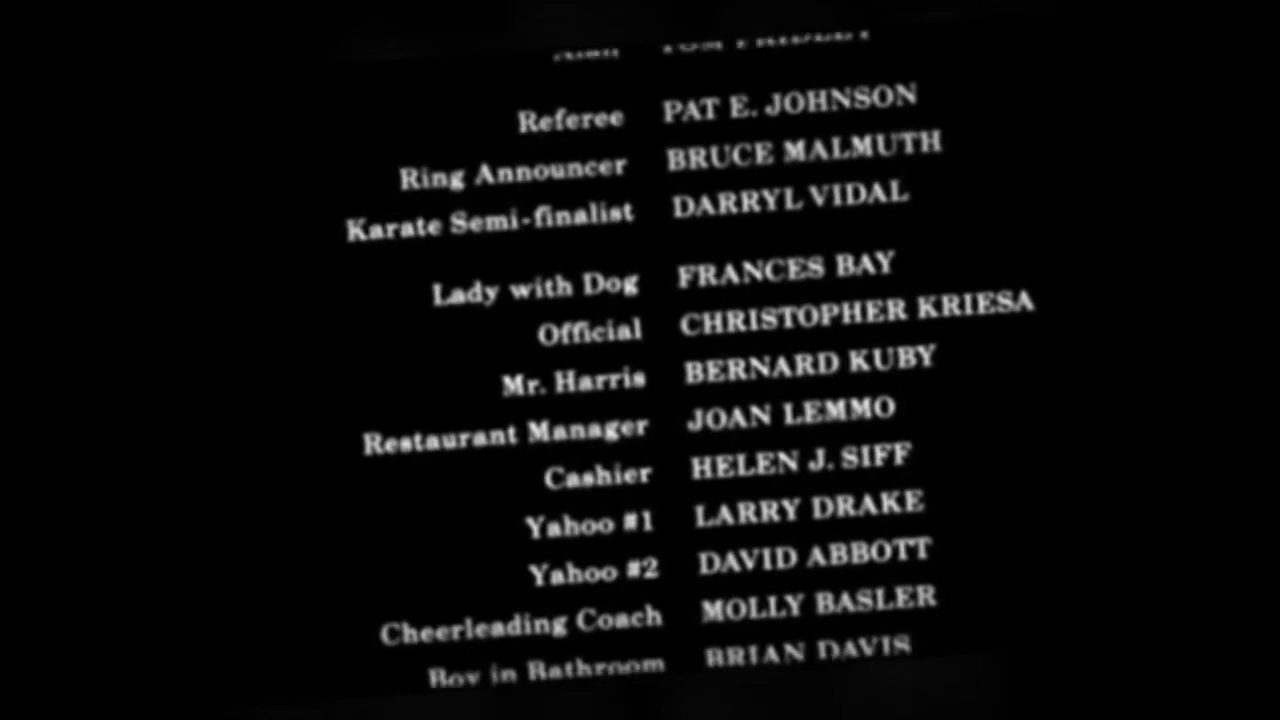 Referee PAT E. JOHNSON
Ring Announcer BRUCE MALMUTH
Karate Semi-finalist DARRYL VIDAL
Lady with Dog FRANCES BAY
Official CHRISTOPHER KRIESA
Mr. Harris BERNARD KUBY
Restaurant Manager JOAN LEMMO
Cashier HELEN J. SIFF
Yahoo #1 LARRY DRAKE
Yahoo #2 DAVID ABBOTT
Cheerleading Coach MOLLY BASLER
Boy in Bathroom BRIAN DAVIS